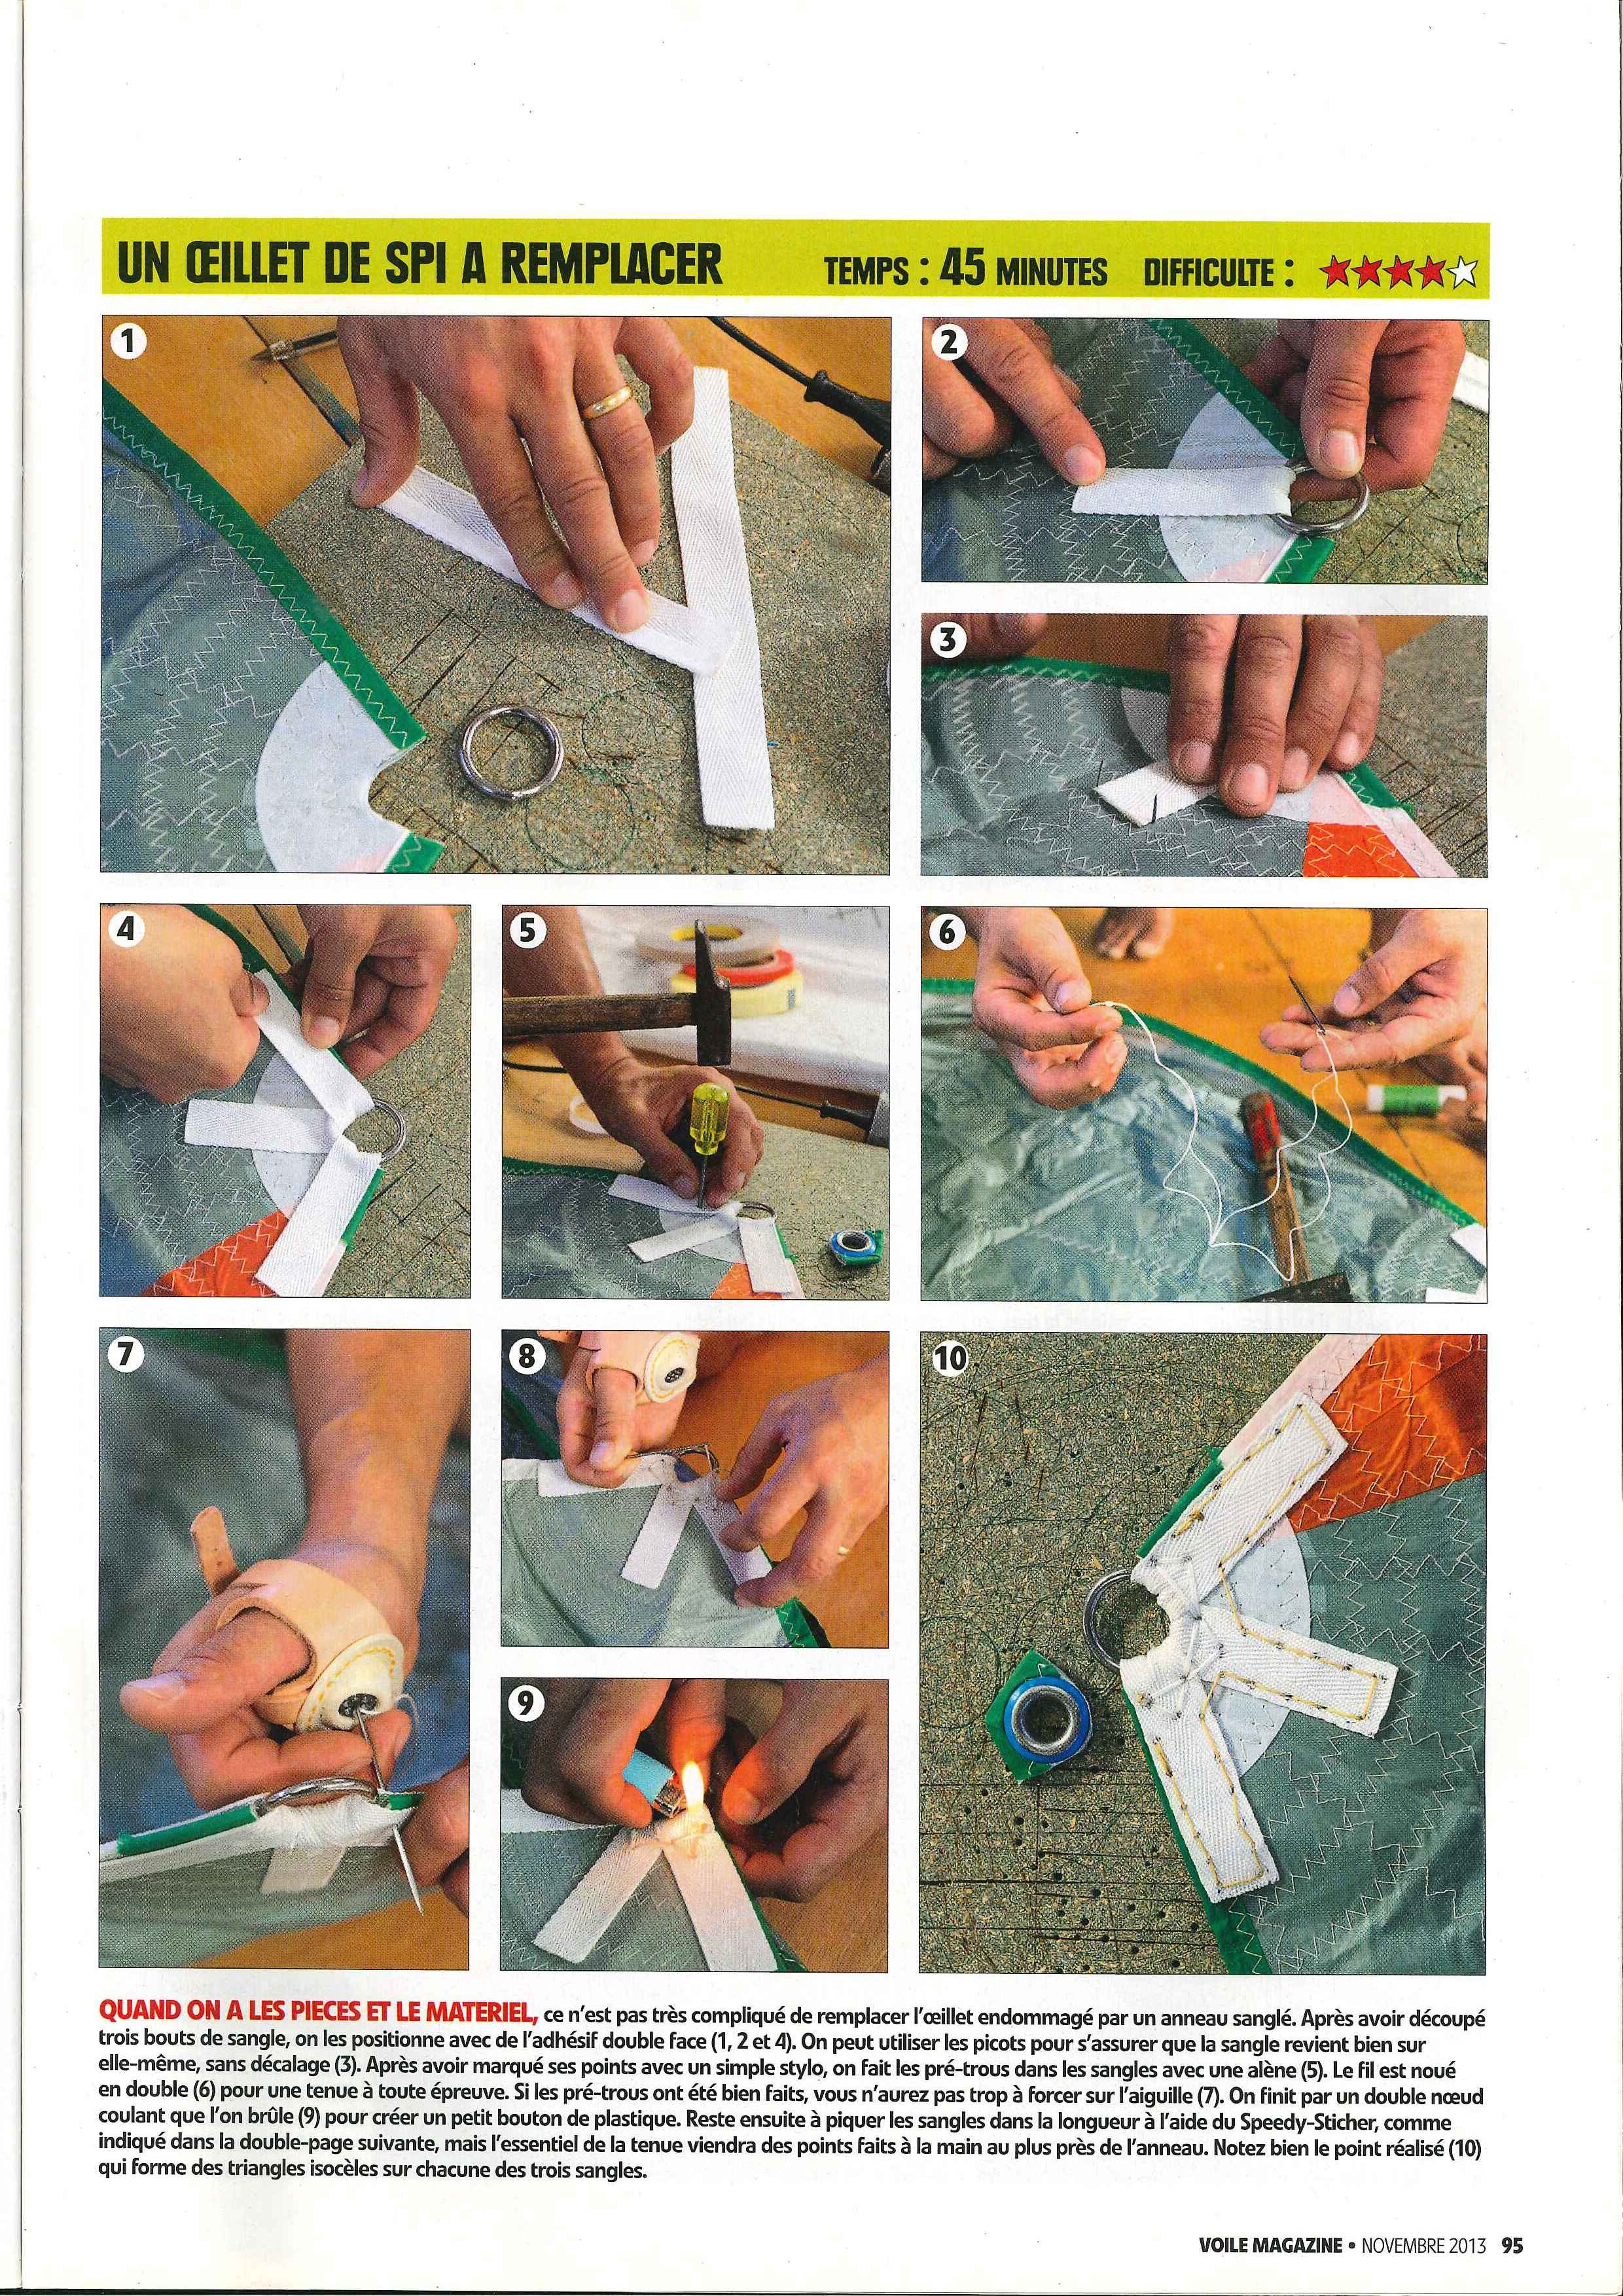 UN ŒILLET DE SPI A REMPLACER TEMPS : 45 MINUTES DIFFICULTE :
1
2
3
4
5
6
7
8
9
10
QUAND ON A LES PIECES ET LE MATERIEL, ce n'est pas très compliqué de remplacer l'œillet endommagé par un anneau sanglé. Après avoir découpé
trois bouts de sangle, on les positionne avec de l'adhésif double face (1, 2 et 4). On peut utiliser les picots pour s'assurer que la sangle revient bien sur
elle-même, sans décalage (3). Après avoir marqué ses points avec un simple stylo, on fait les pré-trous dans les sangles avec une alène (5). Le fil est noué
en double (6) pour une tenue à toute épreuve. Si les pré-trous ont été bien faits, vous n'aurez pas trop à forcer sur l'aiguille (7). On finit par un double nœud
coulant que l'on brûle (9) pour créer un petit bouton de plastique. Reste ensuite à piquer les sangles dans la longueur à l'aide du Speedy-Sticher, comme
indiqué dans la double-page suivante, mais l'essentiel de la tenue viendra des points faits à la main au plus près de l'anneau. Notez bien le point réalisé (10)
qui forme des triangles isocèles sur chacune des trois sangles.
VOILE MAGAZINE • NOVEMBRE 2013 95